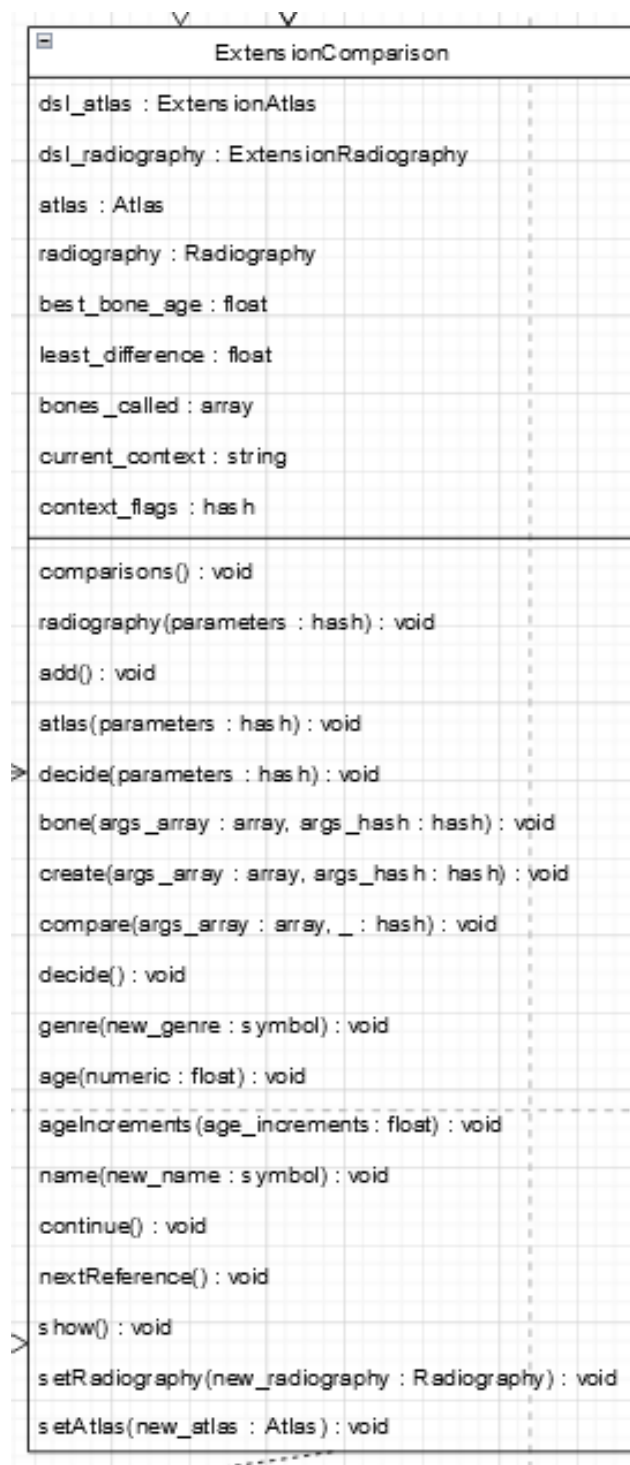 ExtensionComparison
dsl_atlas : ExtensionAtlas
dsl_radiography : ExtensionRadiography
atlas : Atlas
radiography : Radiography
best_bone_age : float
least_difference : float
bones_called : array
current_context : string
context_flags : hash
comparisons() : void
radiography(parameters : hash) : void
add() : void
atlas(parameters : hash) : void
decide(parameters : hash) : void
bone(args_array : array, args_hash : hash) : void
create(args_array : array, args_hash : hash) : void
compare(args_array : array, _ : hash) : void
decide() : void
genre(new_genre : symbol) : void
age(numeric : float) : void
ageIncrements(age_increments : float) : void
name(new_name : symbol) : void
continue() : void
nextReference() : void
show() : void
setRadiography(new_radiography : Radiography) : void
setAtlas(new_atlas : Atlas) : void